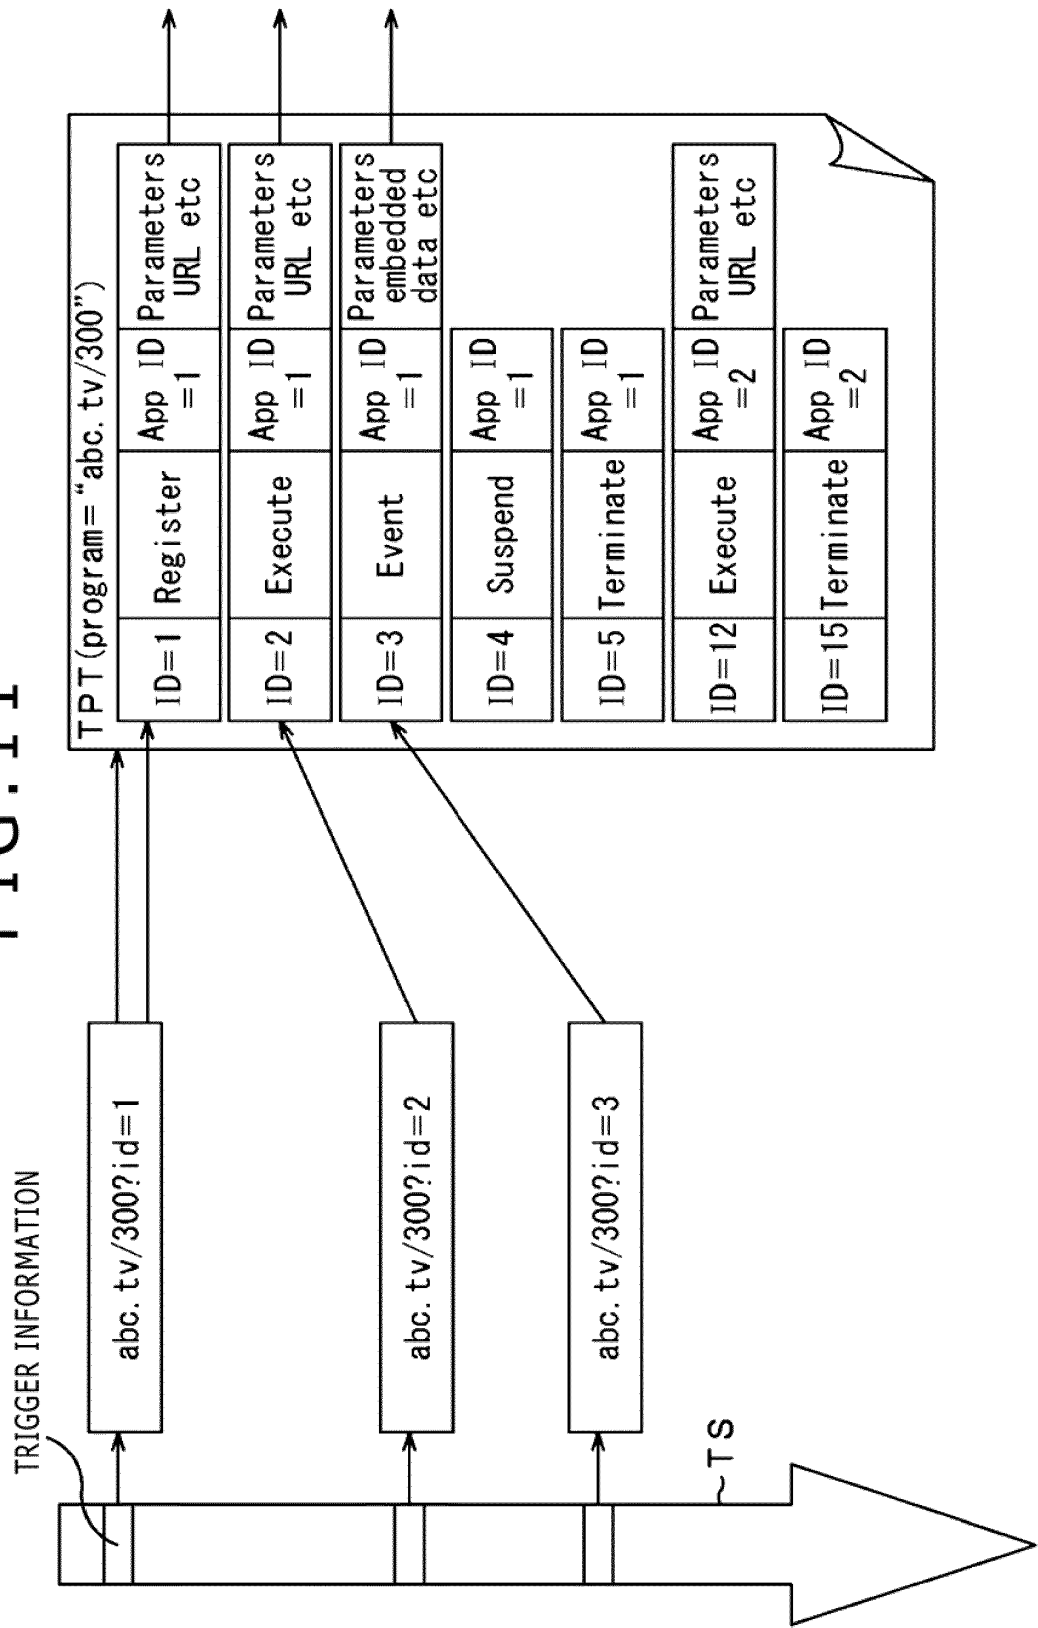 FIG.11
TRIGGER INFORMATION
TS
abc.tv/300?id=1
abc.tv/300?id=2
abc.tv/300?id=3
TPT(program="abc.tv/300")
ID=1
Register
App ID
=1
Parameters
URL etc
ID=2
Execute
App ID
=1
Parameters
URL etc
ID=3
Event
App ID
=1
Parameters
embedded
data etc
ID=4
Suspend
App ID
=1
ID=5
Terminate
App ID
=1
ID=12
Execute
App ID
=2
Parameters
URL etc
ID=15
Terminate
App ID
=2